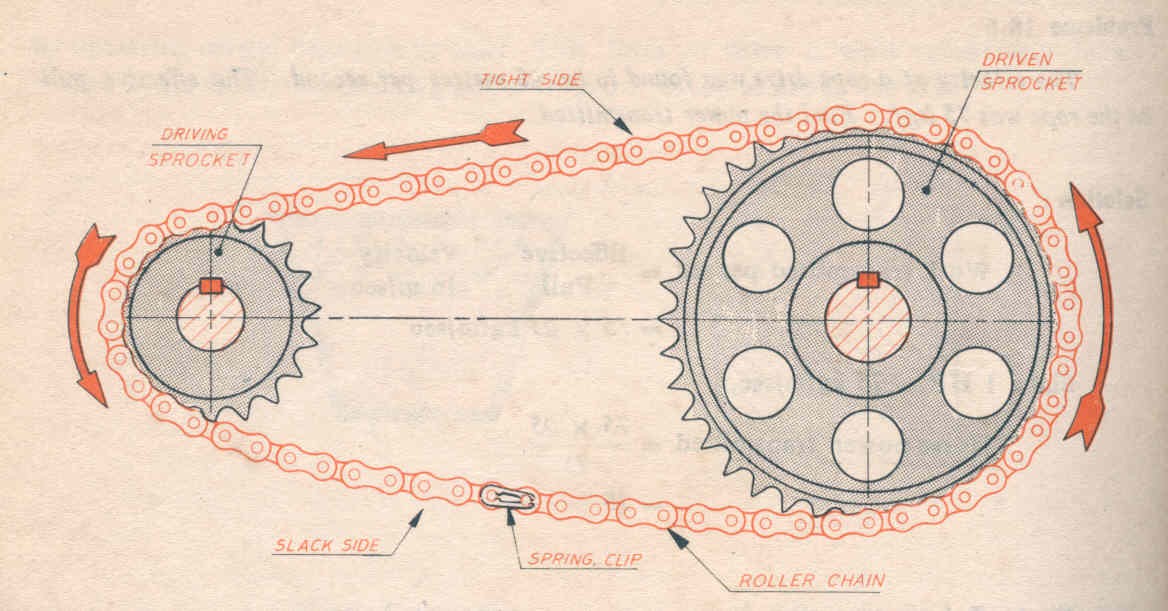 DRIVEN
SPROCKET
TIGHT SIDE
DRIVING
SPROCKET
SLACK SIDE
SPRING, CLIP
ROLLER CHAIN